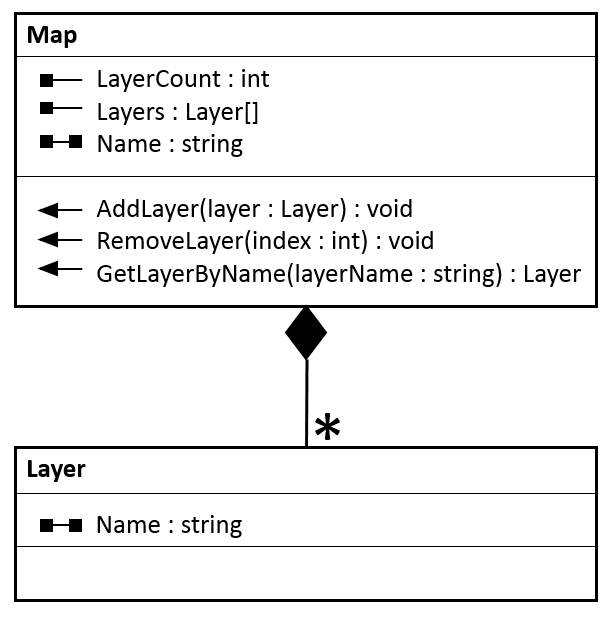 Map
LayerCount : int
Layers : Layer[]
Name : string
AddLayer(layer : Layer) : void
RemoveLayer(index : int) : void
GetLayerByName(layerName : string) : Layer
*
Layer
Name : string